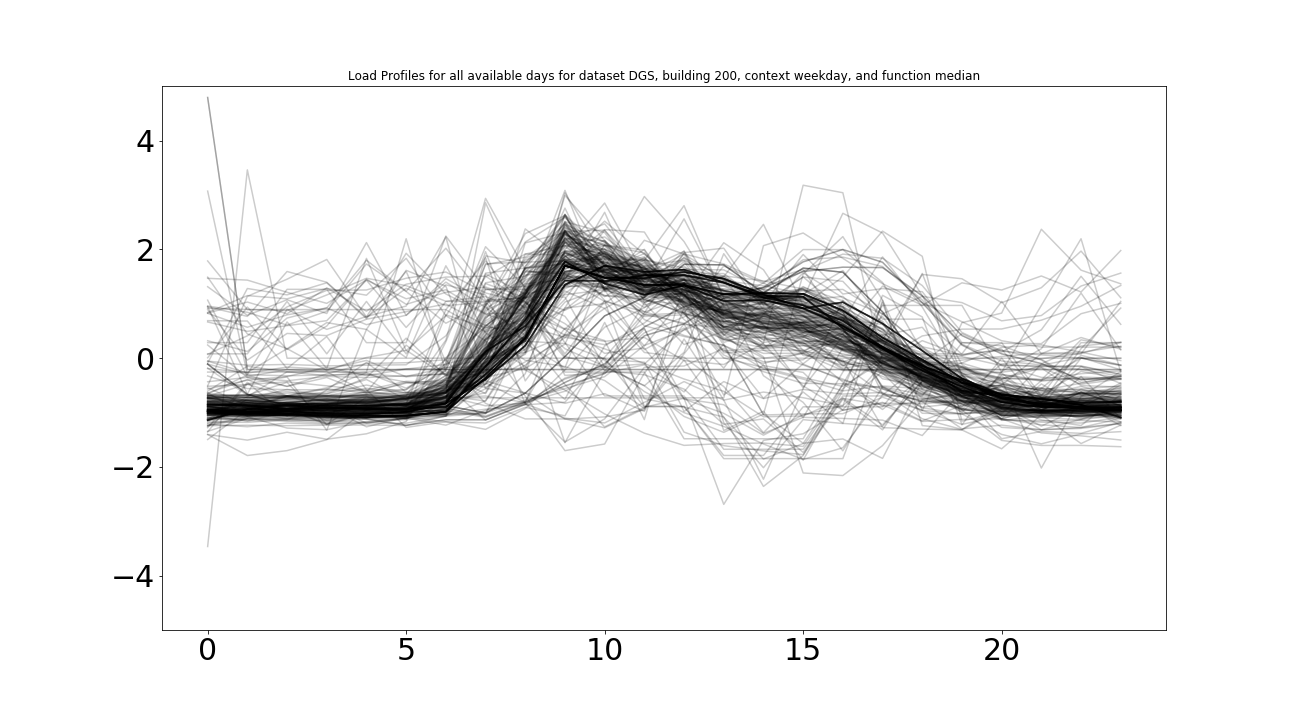 Load Profiles for all available days for dataset DGS, building 200, context weekday, and function median
4
2
0
−2
−4
0 5 10 15 20